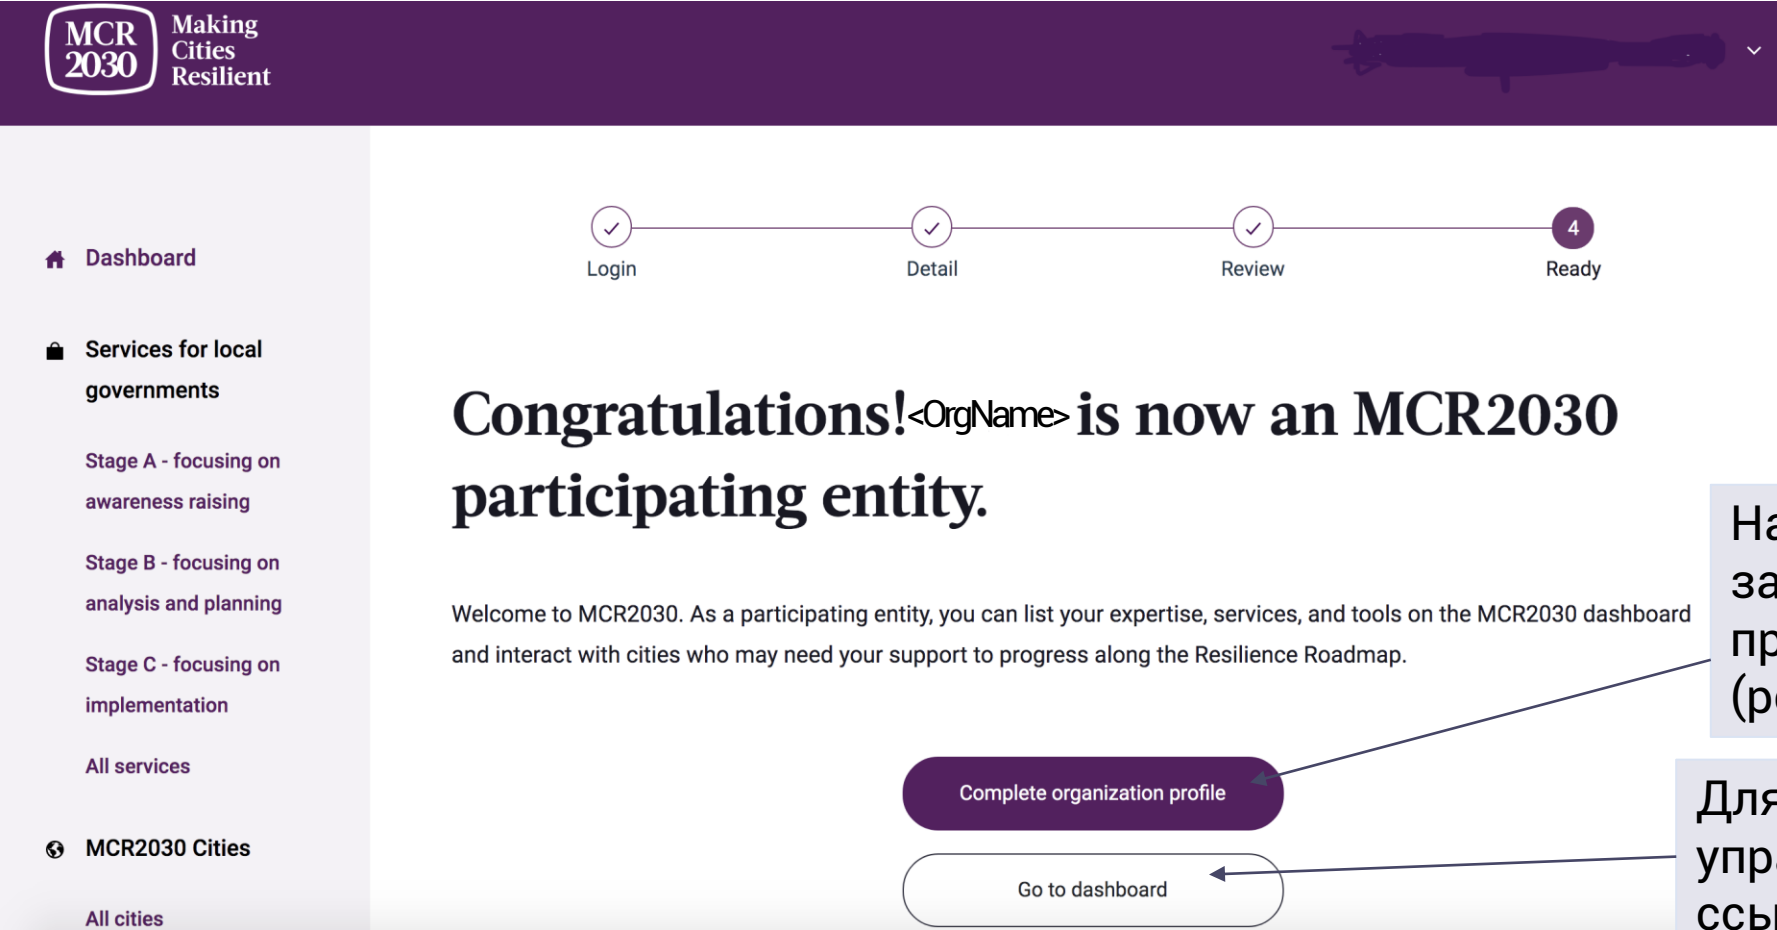 MCR
2030
Making
Cities
Resilient
Login
Detail
Review
4
Ready
Dashboard
Services for local
governments
Stage A - focusing on
awareness raising
Stage B - focusing on
analysis and planning
Stage C - focusing on
implementation
All services
MCR2030 Cities
All cities
Congratulations!<OrgName> is now an MCR2030
participating entity.
Welcome to MCR2030. As a participating entity, you can list your expertise, services, and tools on the MCR2030 dashboard
and interact with cities who may need your support to progress along the Resilience Roadmap.
Complete organization profile
Go to dashboard
Для